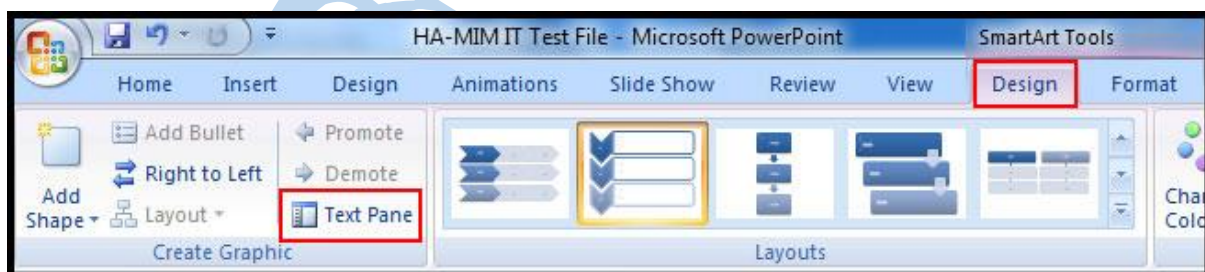 HA-MIM IT Test File - Microsoft PowerPoint SmartArt Tools
Home Insert Design Animations Slide Show Review View Design Format
Add Bullet Promote
Right to Left Demote
Add Shape Layout Text Pane
Create Graphic Layouts